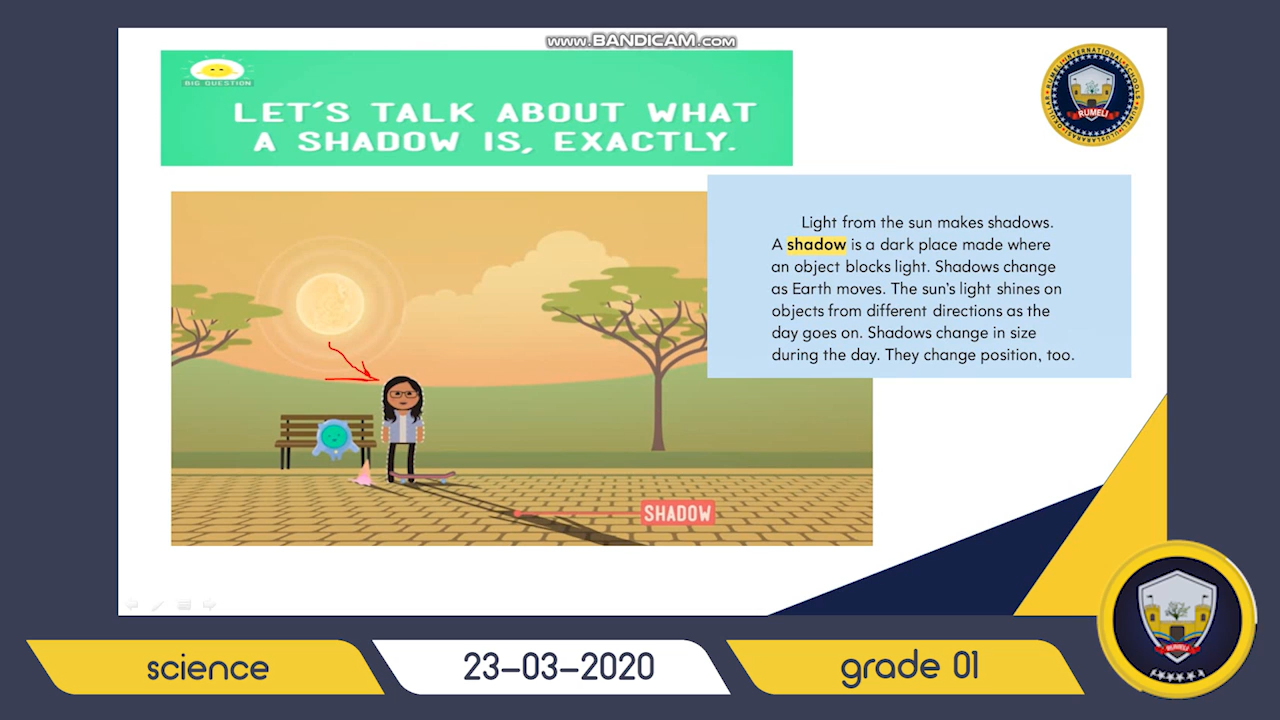 www.BANDICAM.com
BIG QUESTION
LET'S TALK ABOUT WHAT
A SHADOW IS, EXACTLY.
RUMELI INTERNATIONAL SCHOOLS
RUMELI
Light from the sun makes shadows.
A shadow is a dark place made where
an object blocks light. Shadows change
as Earth moves. The sun's light shines on
objects from different directions as the
day goes on. Shadows change in size
during the day. They change position, too.
SHADOW
RUMELI
science
23-03-2020
grade 01